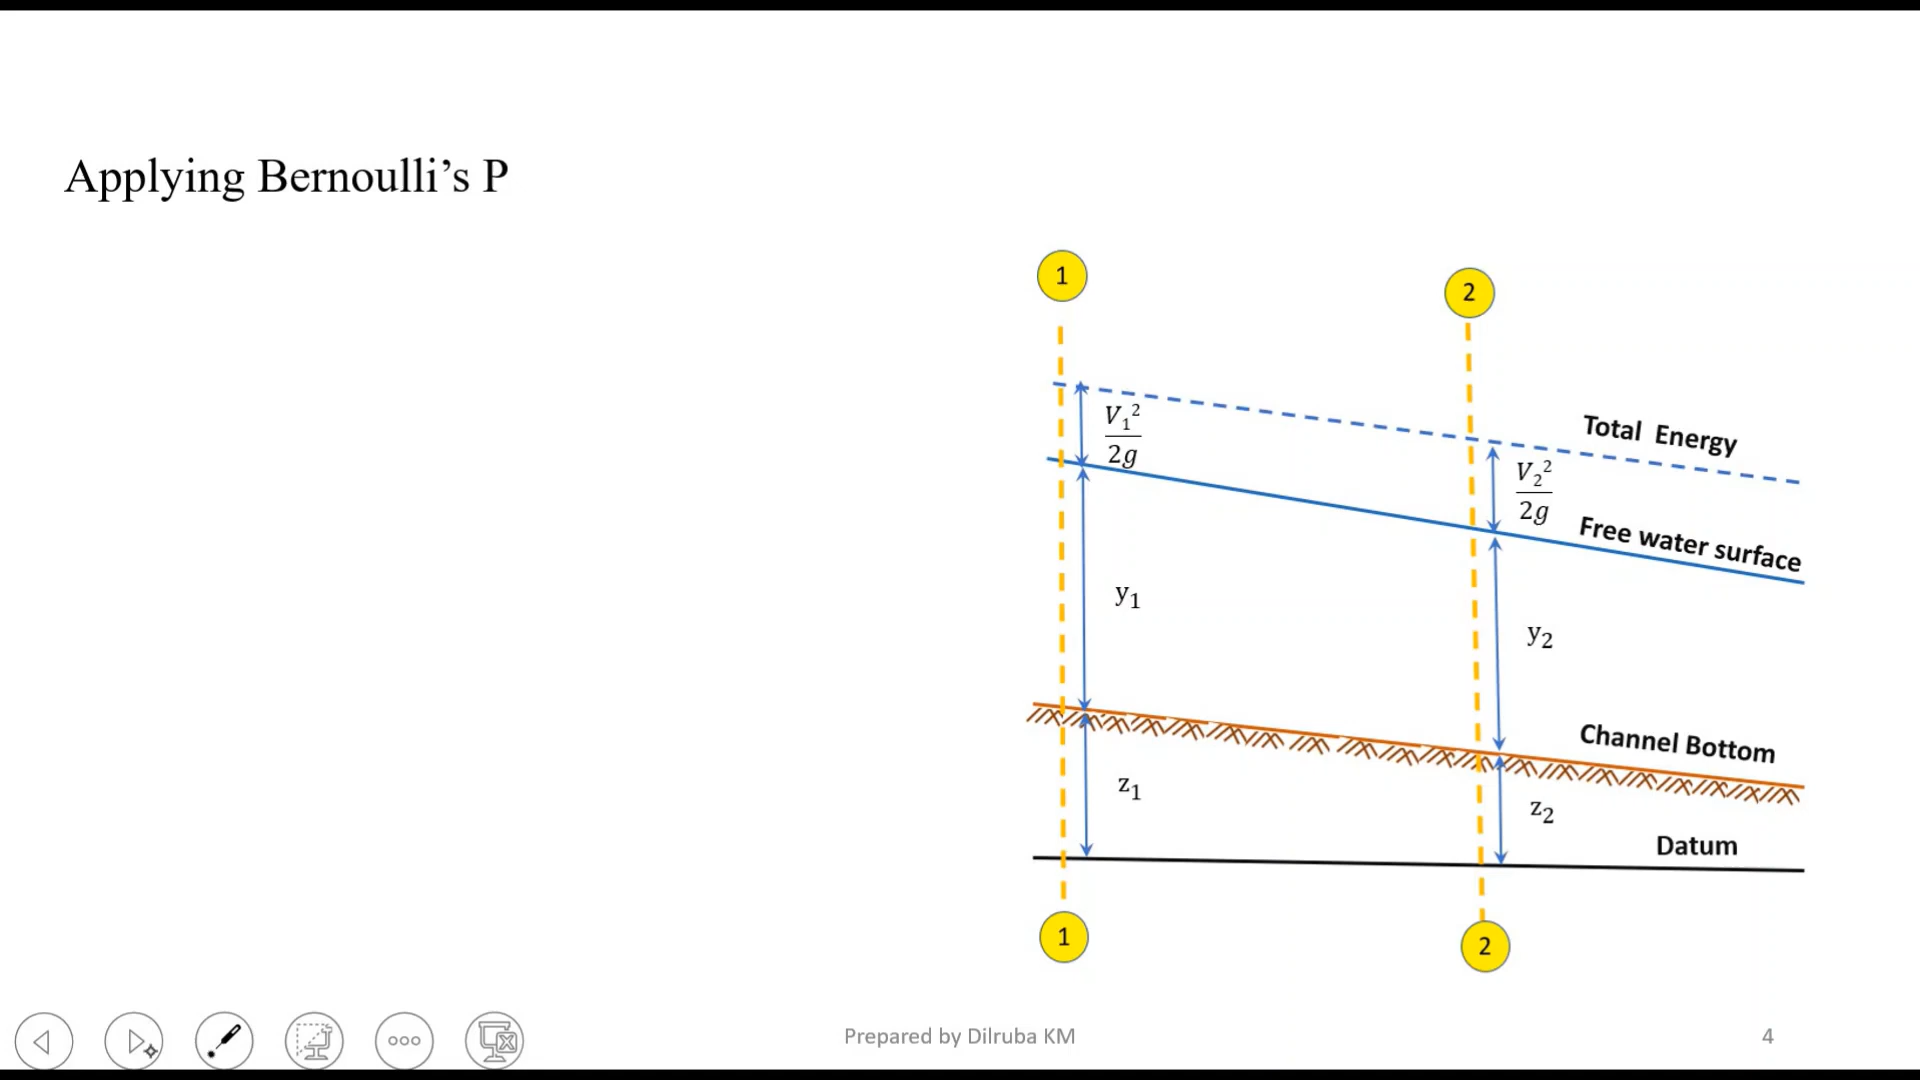 Applying Bernoulli’s P
1
2
V₁²
2g
Total Energy
V₂²
2g
Free water surface
y₁
y₂
Channel Bottom
z₁
z₂
Datum
1
2
Prepared by Dilruba KM
4